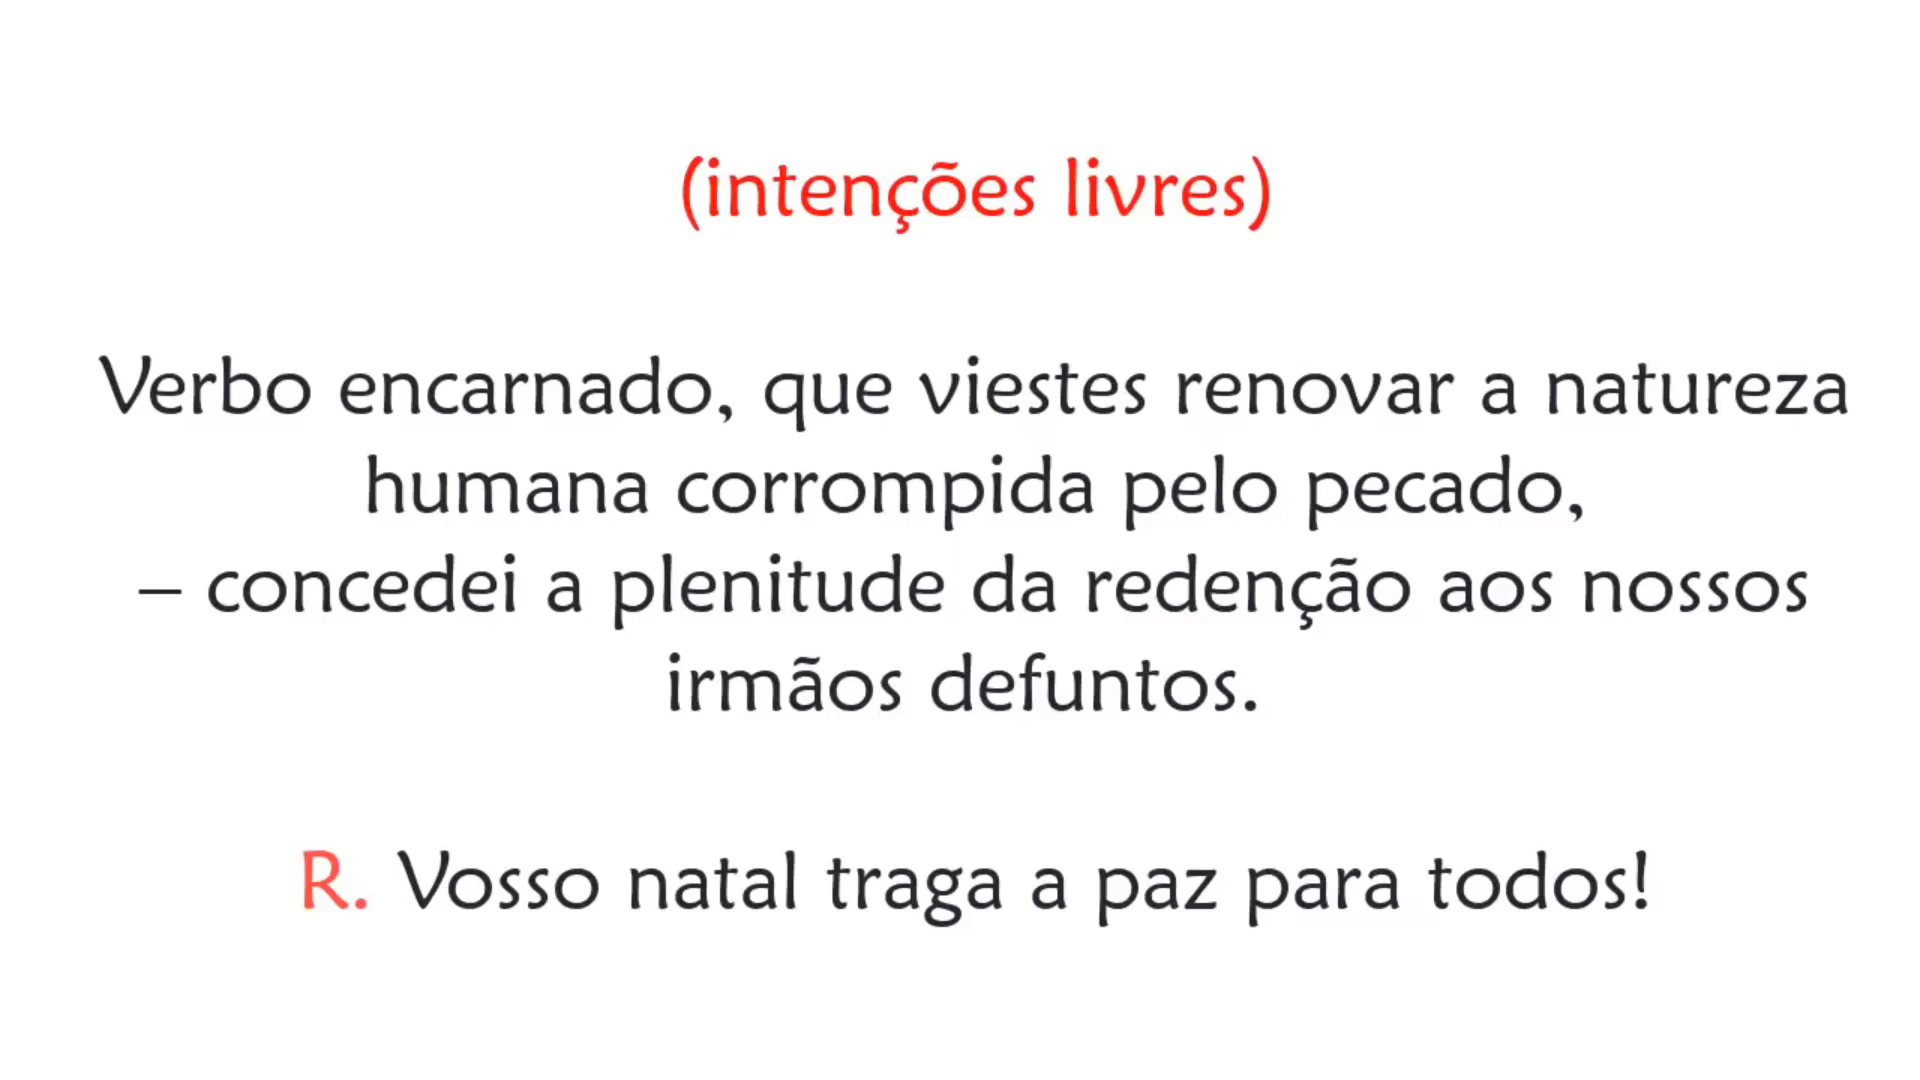 (intenções livres)
Verbo encarnado, que viestes renovar a natureza
humana corrompida pelo pecado,
– concedei a plenitude da redenção aos nossos
irmãos defuntos.
R. Vosso natal traga a paz para todos!